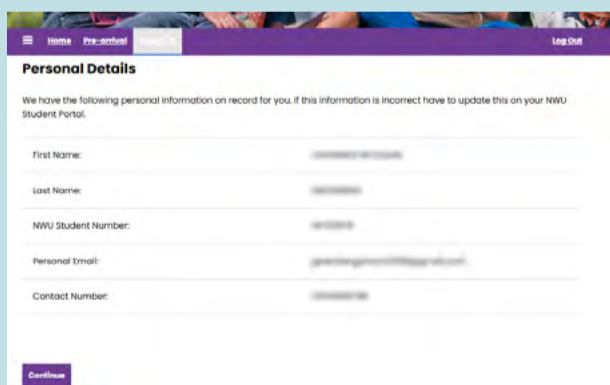 Home Pre-arrival Log Out
Personal Details
We have the following personal information on record for you. If this information is incorrect have to update this on your NWU
Student Portal.
First Name:
Last Name:
NWU Student Number:
Personal Email:
Contact Number:
Continue